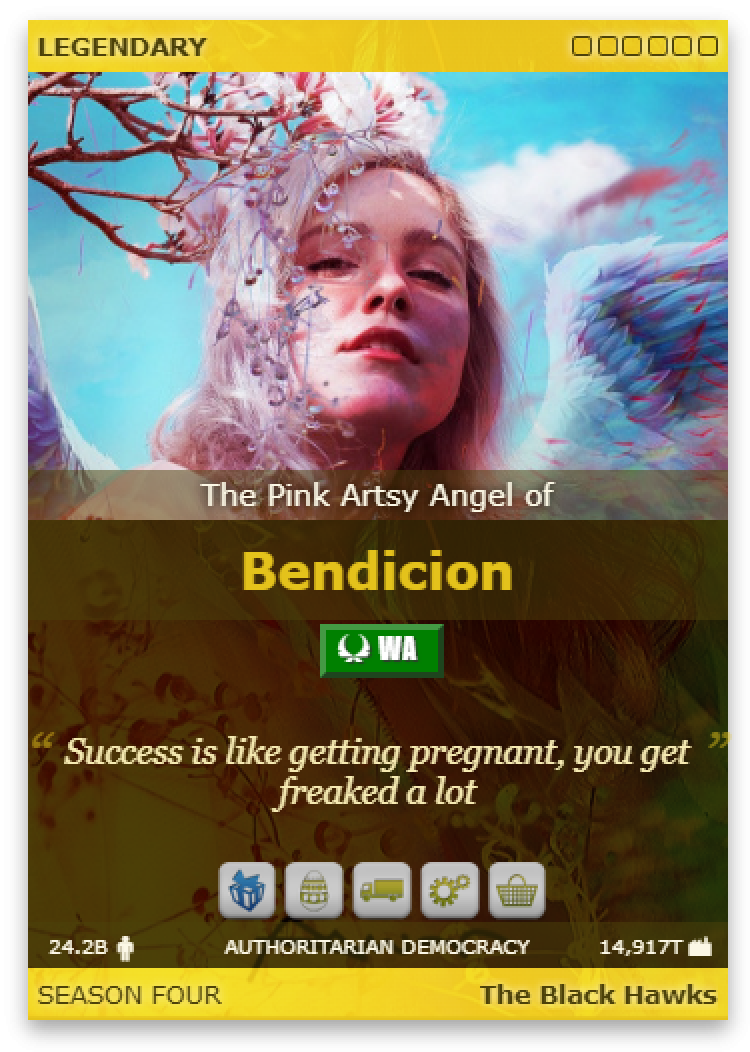 LEGENDARY
The Pink Artsy Angel of
Bendicion
WA
“ Success is like getting pregnant, you get ”
freaked a lot
24.2B AUTHORITARIAN DEMOCRACY 14,917T
SEASON FOUR The Black Hawks